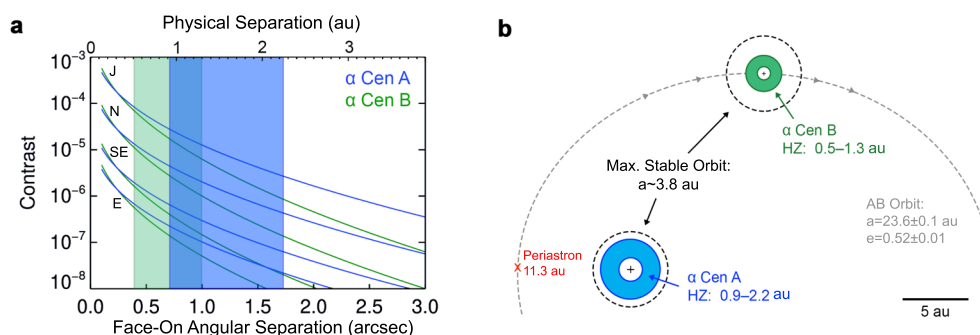 a
Physical Separation (au)
0 1 2 3
Contrast
10⁻³
10⁻⁴
10⁻⁵
10⁻⁶
10⁻⁷
10⁻⁸
J
N
SE
E
α Cen A
α Cen B
0.0 0.5 1.0 1.5 2.0 2.5 3.0
Face-On Angular Separation (arcsec)
b
α Cen B
HZ: 0.5–1.3 au
Max. Stable Orbit:
a~3.8 au
AB Orbit:
a=23.6±0.1 au
e=0.52±0.01
x Periastron
11.3 au
+
+
α Cen A
HZ: 0.9–2.2 au
5 au